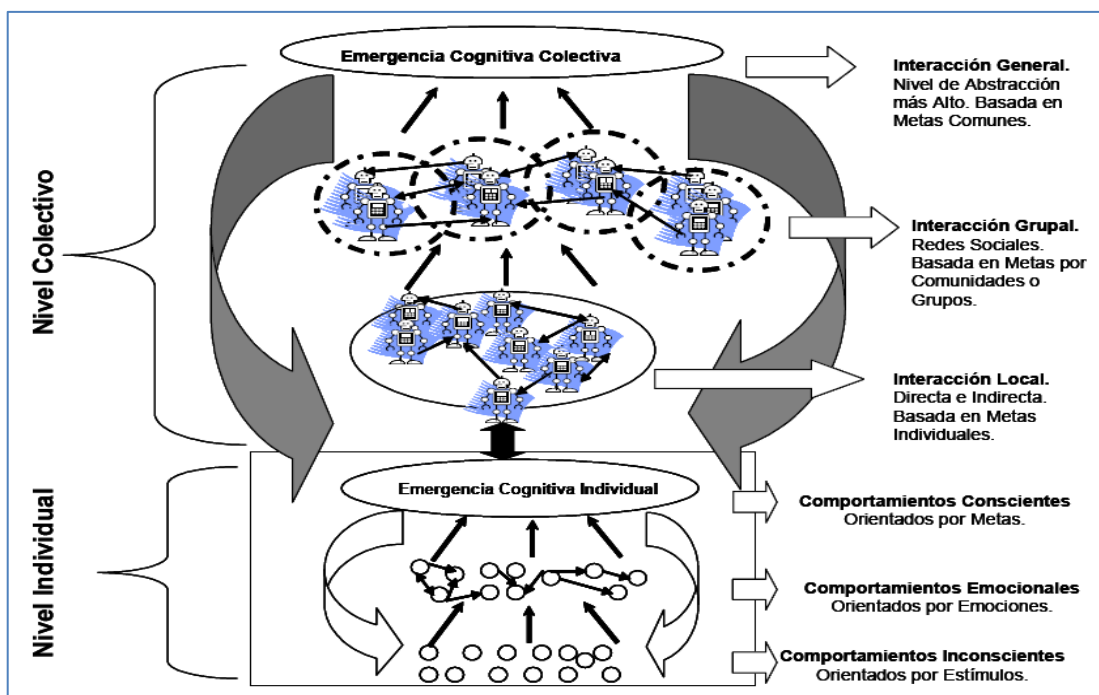 Emergencia Cognitiva Colectiva
Interacción General.
Nivel de Abstracción
más Alto. Basada en
Metas Comunes.
Nivel Colectivo
Interacción Grupal.
Redes Sociales.
Basada en Metas por
Comunidades o
Grupos.
Interacción Local.
Directa e Indirecta.
Basada en Metas
Individuales.
Nivel Individual
Emergencia Cognitiva Individual
Comportamientos Conscientes
Orientados por Metas.
Comportamientos Emocionales
Orientados por Emociones.
Comportamientos Inconscientes
Orientados por Estímulos.